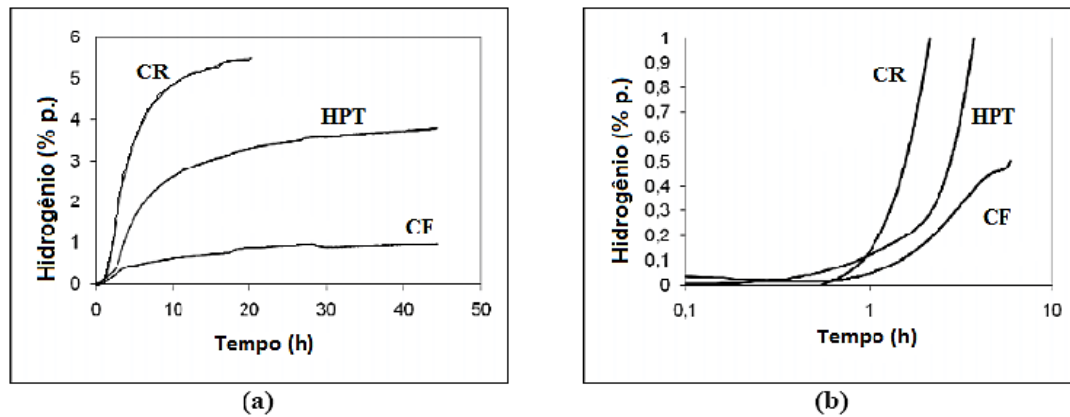 Hidrogênio (% p.)
6
5
4
3
2
1
0
CR
HPT
CF
0 10 20 30 40 50
Tempo (h)
(a)
Hidrogênio (% p.)
1
0,9
0,8
0,7
0,6
0,5
0,4
0,3
0,2
0,1
0
CR
HPT
CF
0,1 1 10
Tempo (h)
(b)